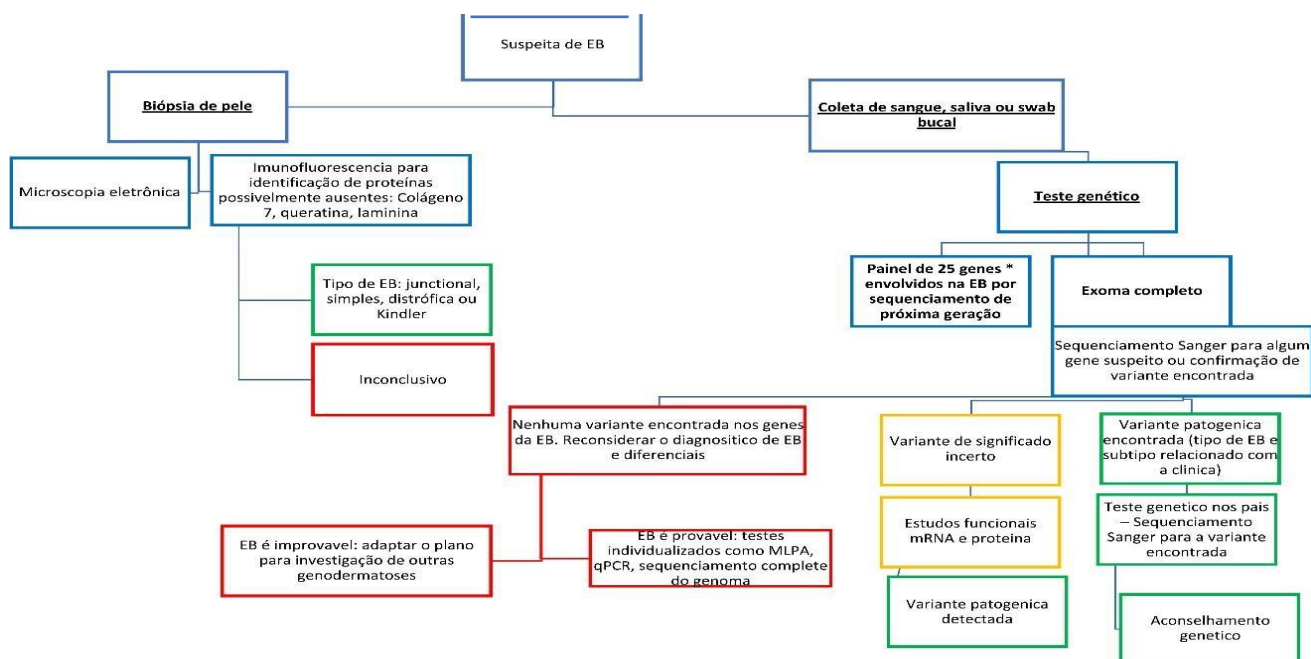 Suspeita de EB
Biópsia de pele
Coleta de sangue, saliva ou swab
bucal
Microscopia eletrônica
Imunofluorescencia para
identificação de proteínas
possivelmente ausentes: Colágeno
7, queratina, laminina
Teste genético
Tipo de EB: junctional,
simples, distrófica ou
Kindler
Inconclusivo
Painel de 25 genes *
envolvidos na EB por
sequenciamento de
próxima geração
Exoma completo
Sequenciamento Sanger para algum
gene suspeito ou confirmação de
variante encontrada
Nenhuma variante encontrada nos genes
da EB. Reconsiderar o diagnositico de EB
e diferenciais
Variante de significado
incerto
Variante patogenica
encontrada (tipo de EB e
subtipo relacionado com
a clinica)
EB é improvavel: adaptar o plano
para investigação de outras
genodermatoses
EB é provavel: testes
individualizados como MLPA,
qPCR, sequenciamento complete
do genoma
Estudos funcionais
mRNA e proteina
Teste genetico nos pais
– Sequenciamento
Sanger para a variante
encontrada
Variante patogenica
detectada
Aconselhamento
genetico